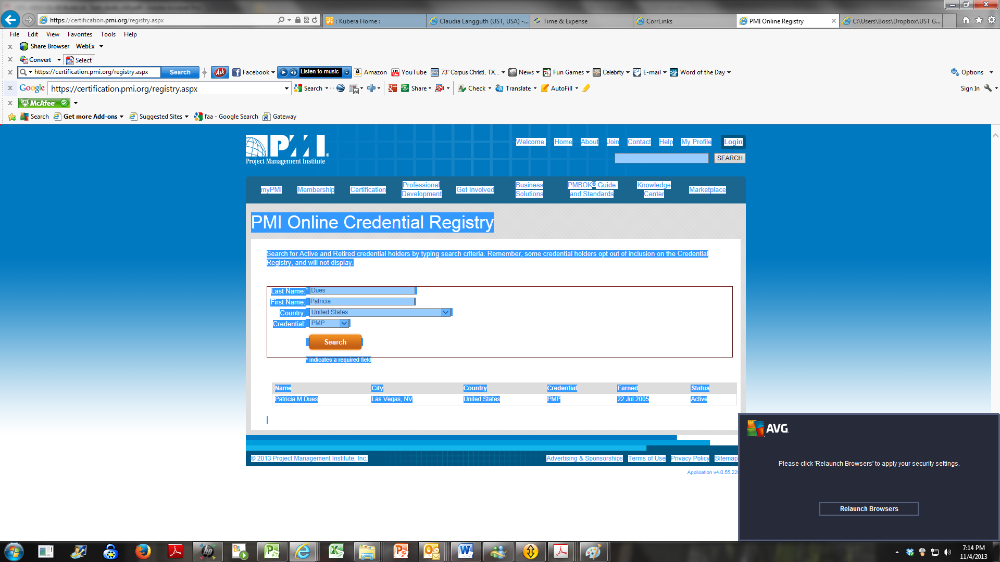 https://certification.pmi.org/registry.aspx
: Kubera Home :
Claudia Langguth (UST, USA) -...
Time & Expense
CorrLinks
PMI Online Registry
C:\Users\Boss\Dropbox\UST G...
File Edit View Favorites Tools Help
x Share Browser WebEx
x Convert Select
x https://certification.pmi.org/registry.aspx Search Ask Facebook Listen to music Amazon You Tube YouTube 73° Corpus Christi, TX... News Fun Games Celebrity E-mail Word of the Day Options
x Google https://certification.pmi.org/registry.aspx Search Share Check Translate AutoFill Sign In
x McAfee
Search Get more Add-ons Suggested Sites faa - Google Search Gateway
PMI®
Project Management Institute
Welcome, Home About Join Contact Help My Profile Login
SEARCH
myPMI Membership Certification Professional Development Get Involved Business Solutions PMBOK® Guide and Standards Knowledge Center Marketplace
PMI Online Credential Registry
Search for Active and Retired credential holders by typing search criteria. Remember, some credential holders opt out of inclusion on the Credential
Registry, and will not display.
Last Name:* Dues
First Name: Patricia
Country: United States
Credential: PMP
Search
* indicates a required field
Name City Country Credential Earned Status
Patricia M Dues Las Vegas, NV United States PMP 22 Jul 2005 Active
© 2013 Project Management Institute, Inc. Advertising & Sponsorships Terms of Use Privacy Policy Sitemap
Application v4.0.55.22
AVG.
Please click 'Relaunch Browsers' to apply your security settings.
Relaunch Browsers
hp
7:14 PM
11/4/2013